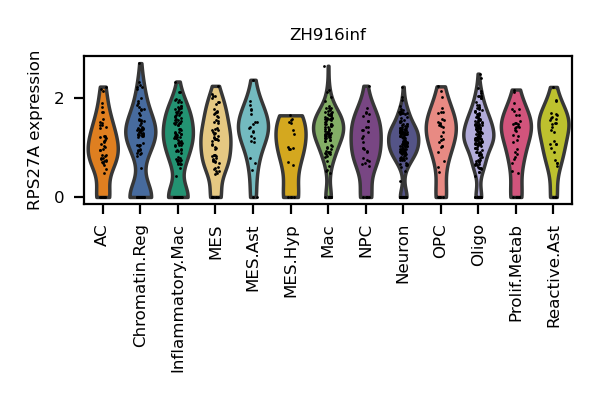 ZH916inf
RPS27A expression
2
0
AC
Chromatin.Reg
Inflammatory.Mac
MES
MES.Ast
MES.Hyp
Mac
NPC
Neuron
OPC
Oligo
Prolif.Metab
Reactive.Ast